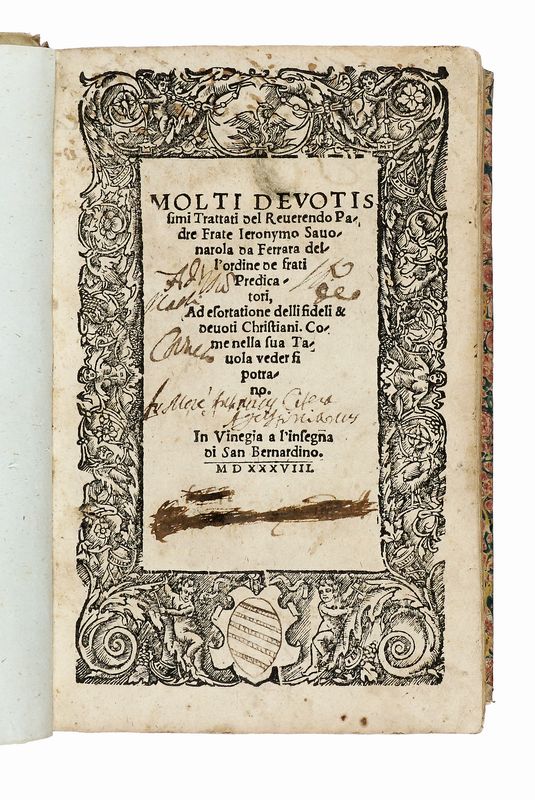 MOLTI DEVOTIS
simi Trattati del Reuerendo Pa,
dre Frate Ieronymo Sauo-
narola da Ferrara del-
l'ordine de frati
Predica-
tori,
Ad esortatione delli fideli &
deuoti Christiani. Co-
me nella sua Ta-
uola veder si
potra-
no.
In Vinegia a l'insegña
di San Bernardino.
M D XXXVIII.